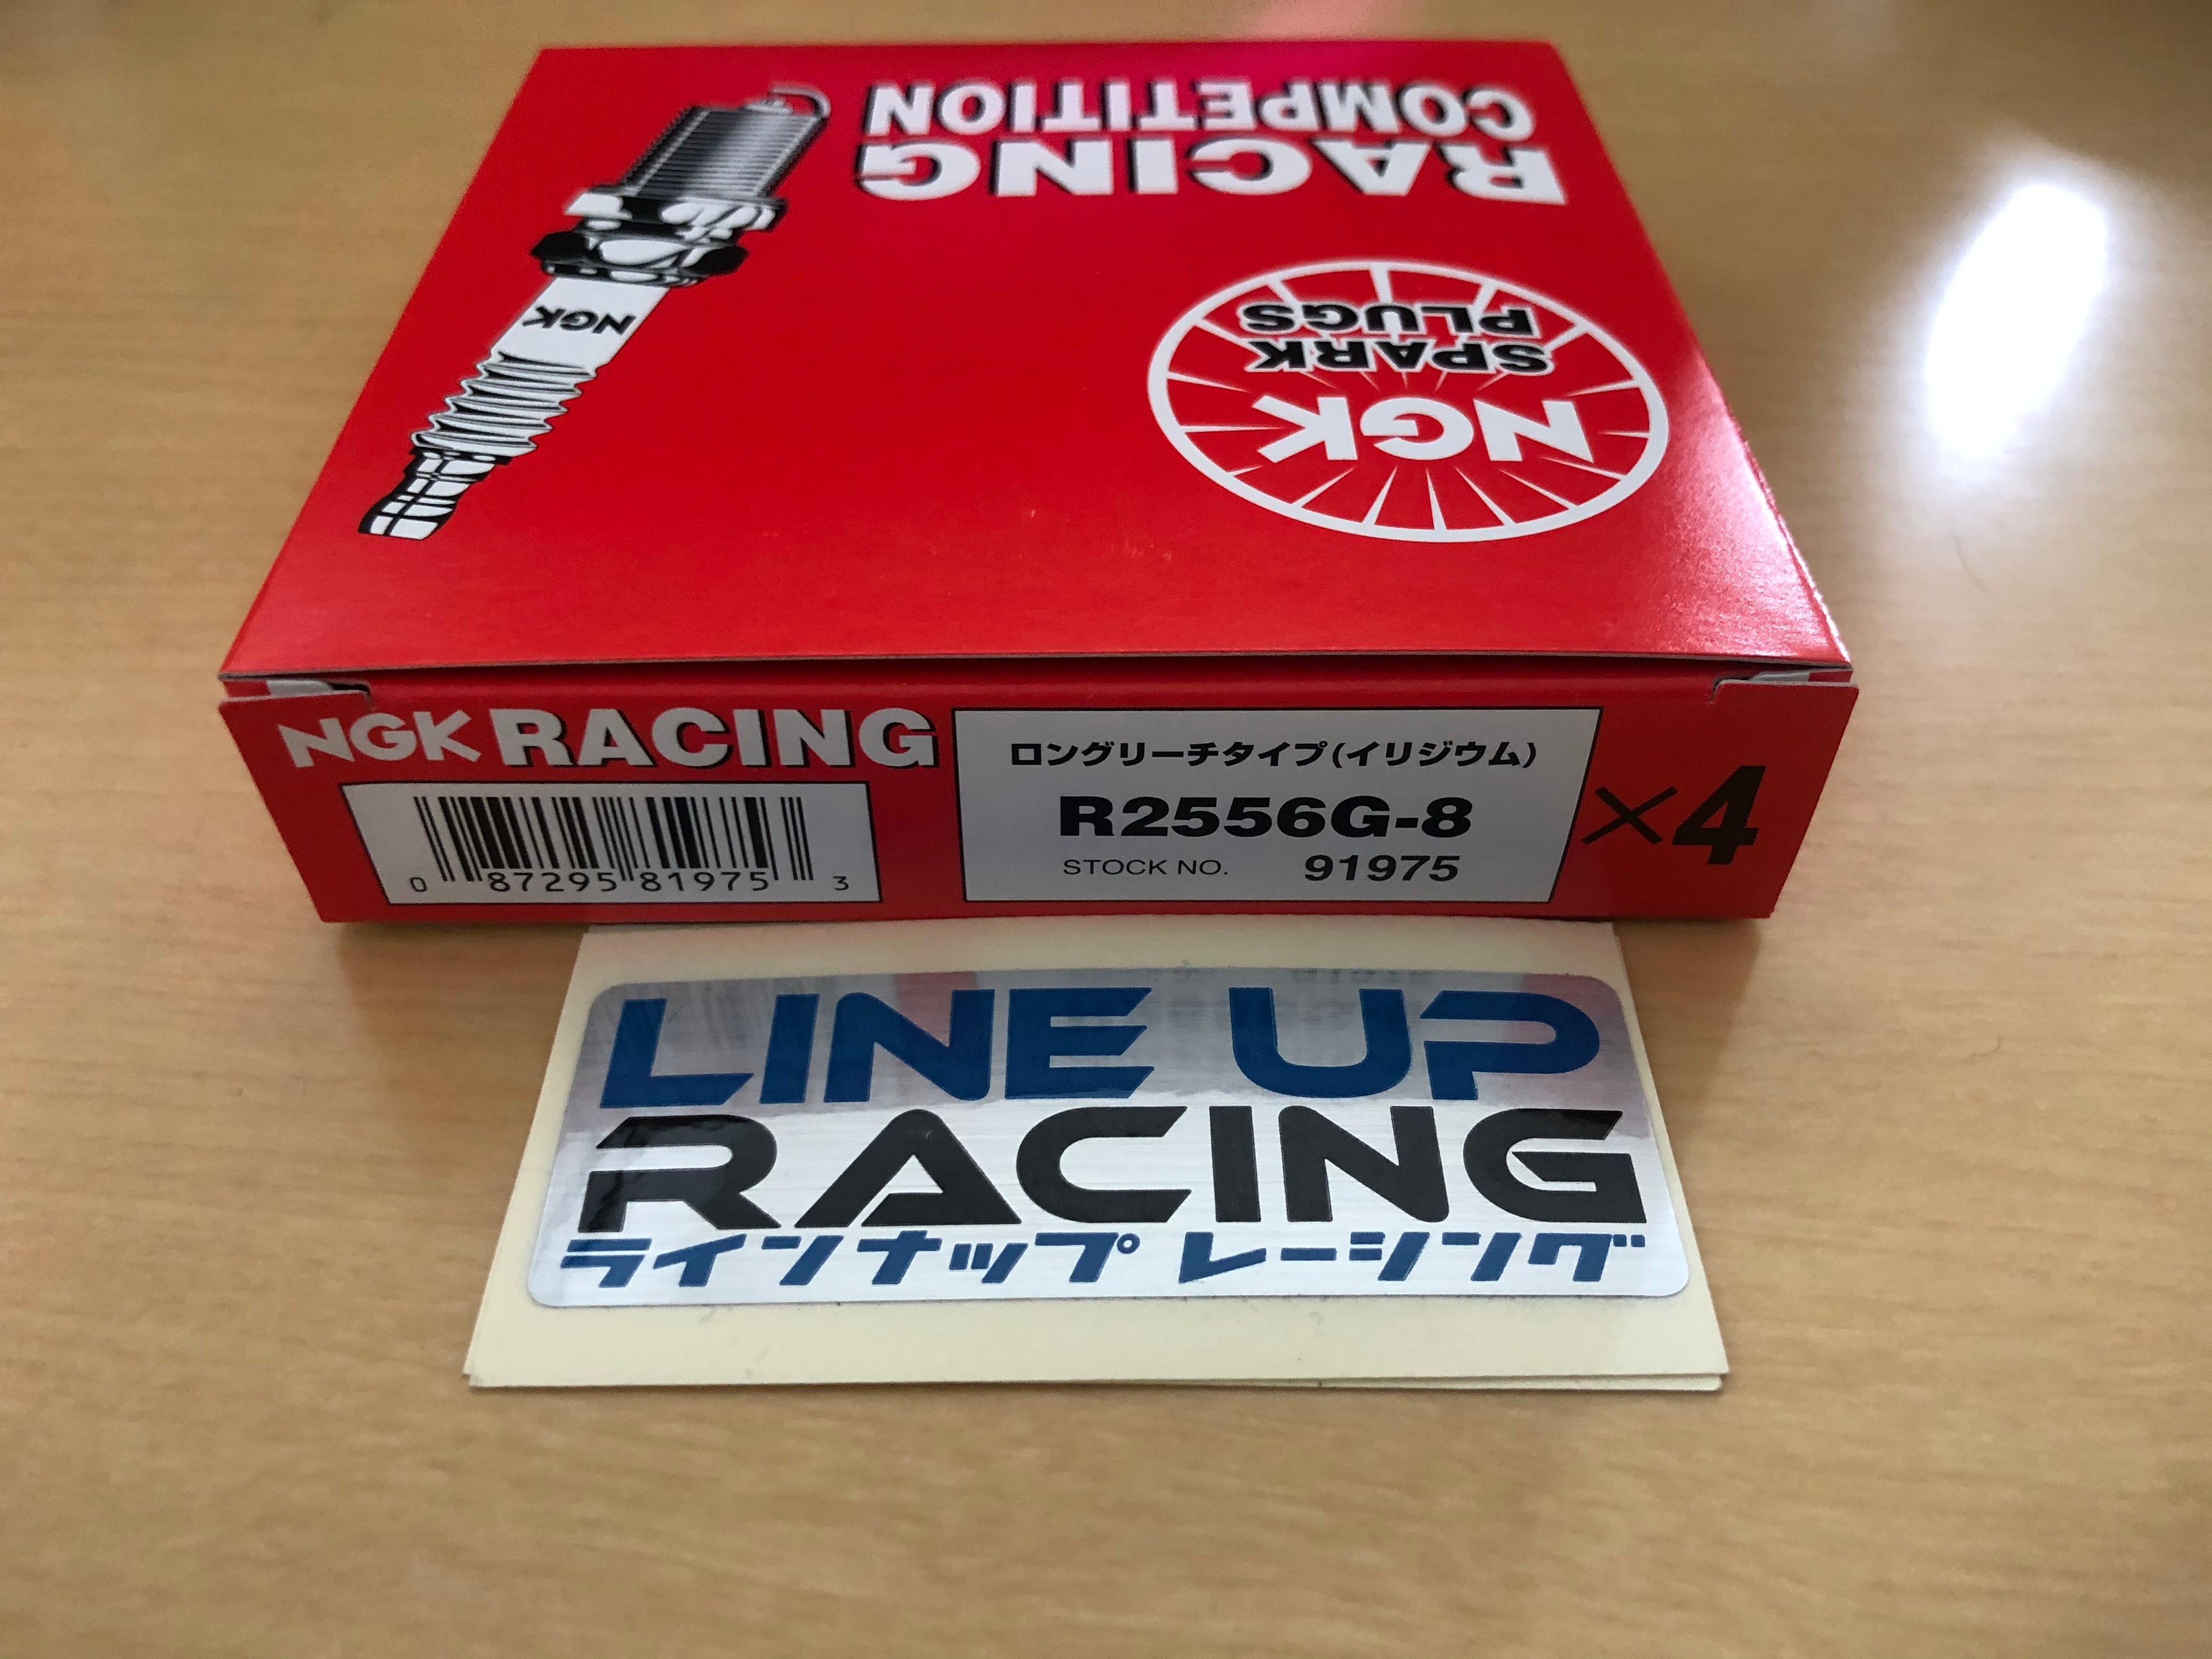 RACING
COMPETITION
NGK
SPARK
PLUGS
NGK
NGK RACING
0 87295 81975 3
ロングリーチタイプ(イリジウム)
R2556G-8
STOCK NO. 91975
×4
LINE UP
RACING
ラインナップ レーシング